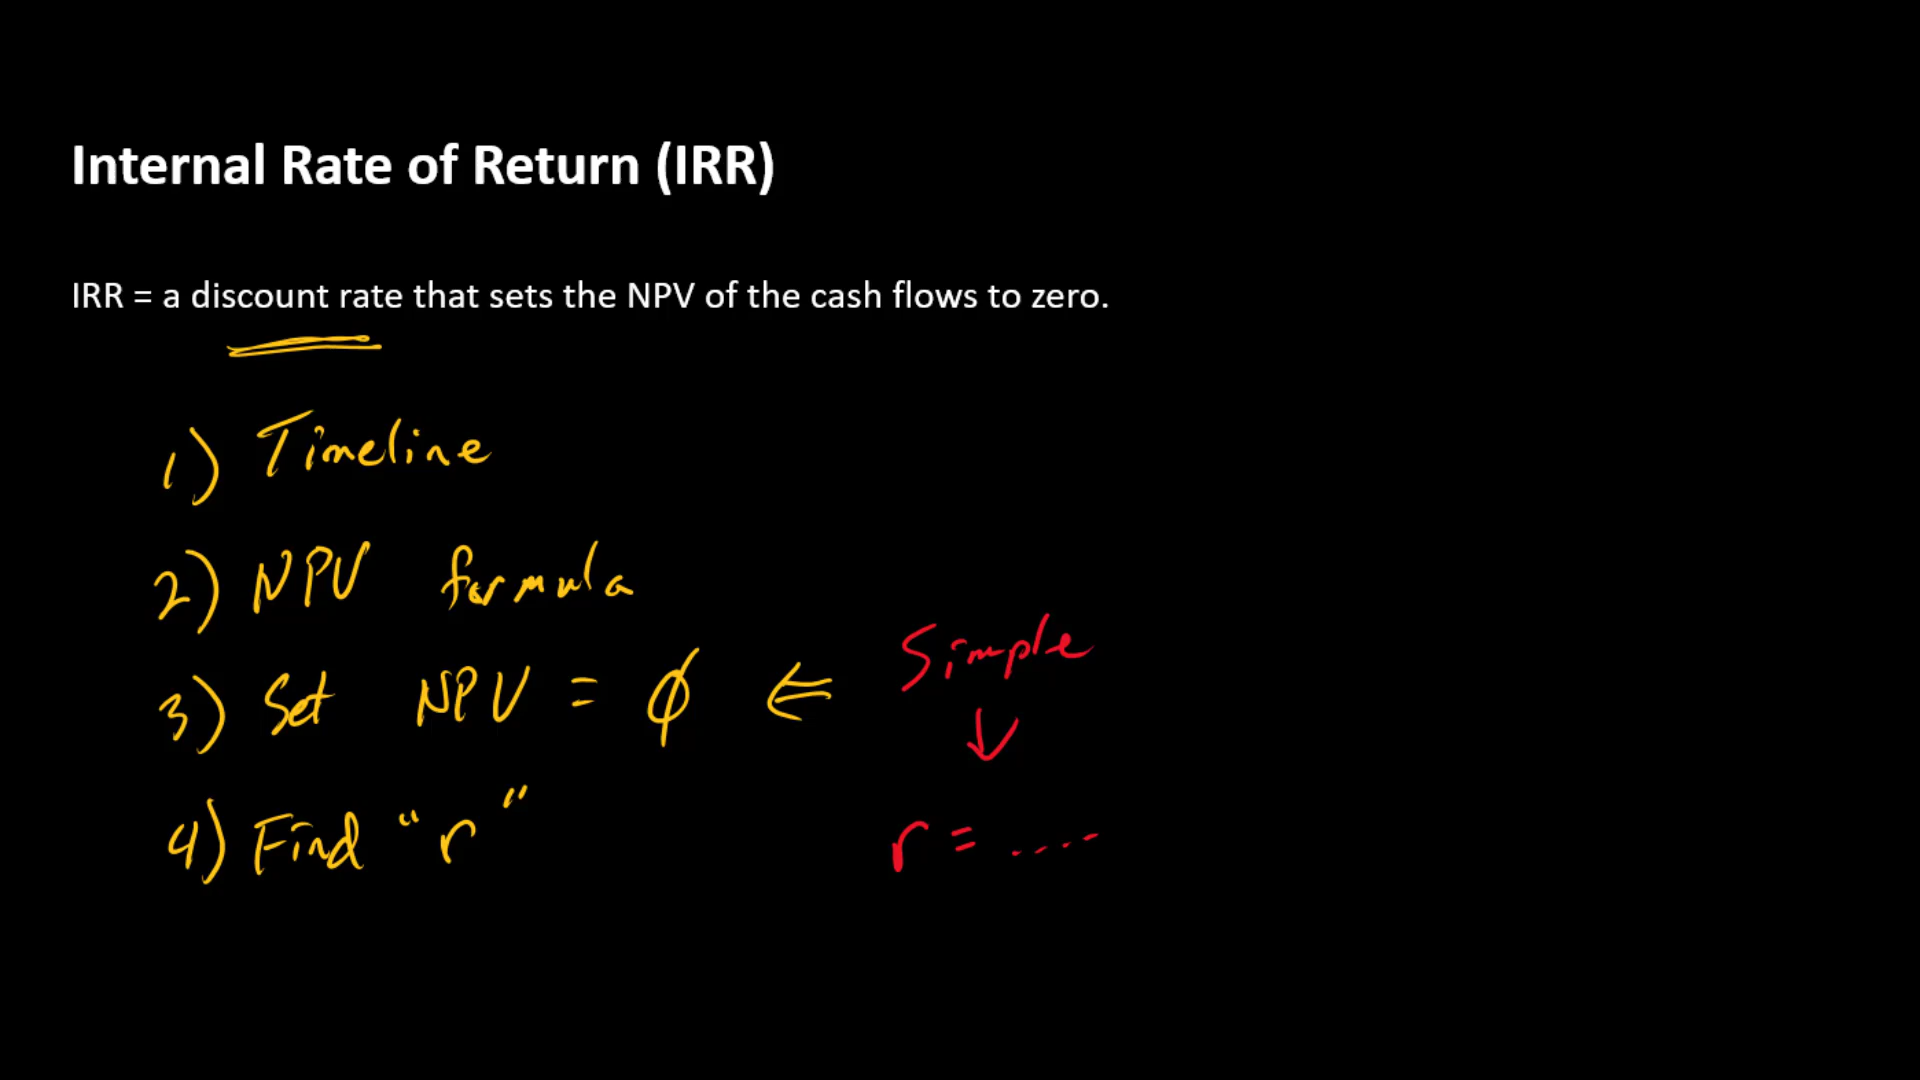 Internal Rate of Return (IRR)
IRR = a discount rate that sets the NPV of the cash flows to zero.
1) Timeline
2) NPV formula
3) Set NPV = ϕ ⇐ Simple
↓
4) Find "r" r = ....